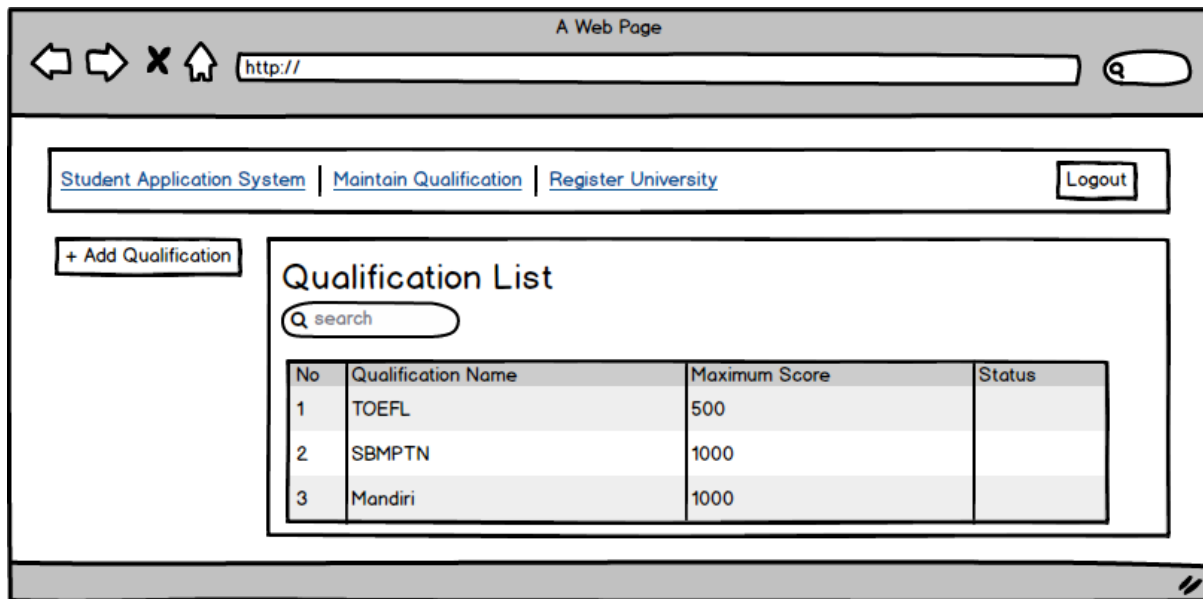 A Web Page
http://
Student Application System | Maintain Qualification | Register University Logout
+ Add Qualification
Qualification List
search
No Qualification Name Maximum Score Status
1 TOEFL 500
2 SBMPTN 1000
3 Mandiri 1000